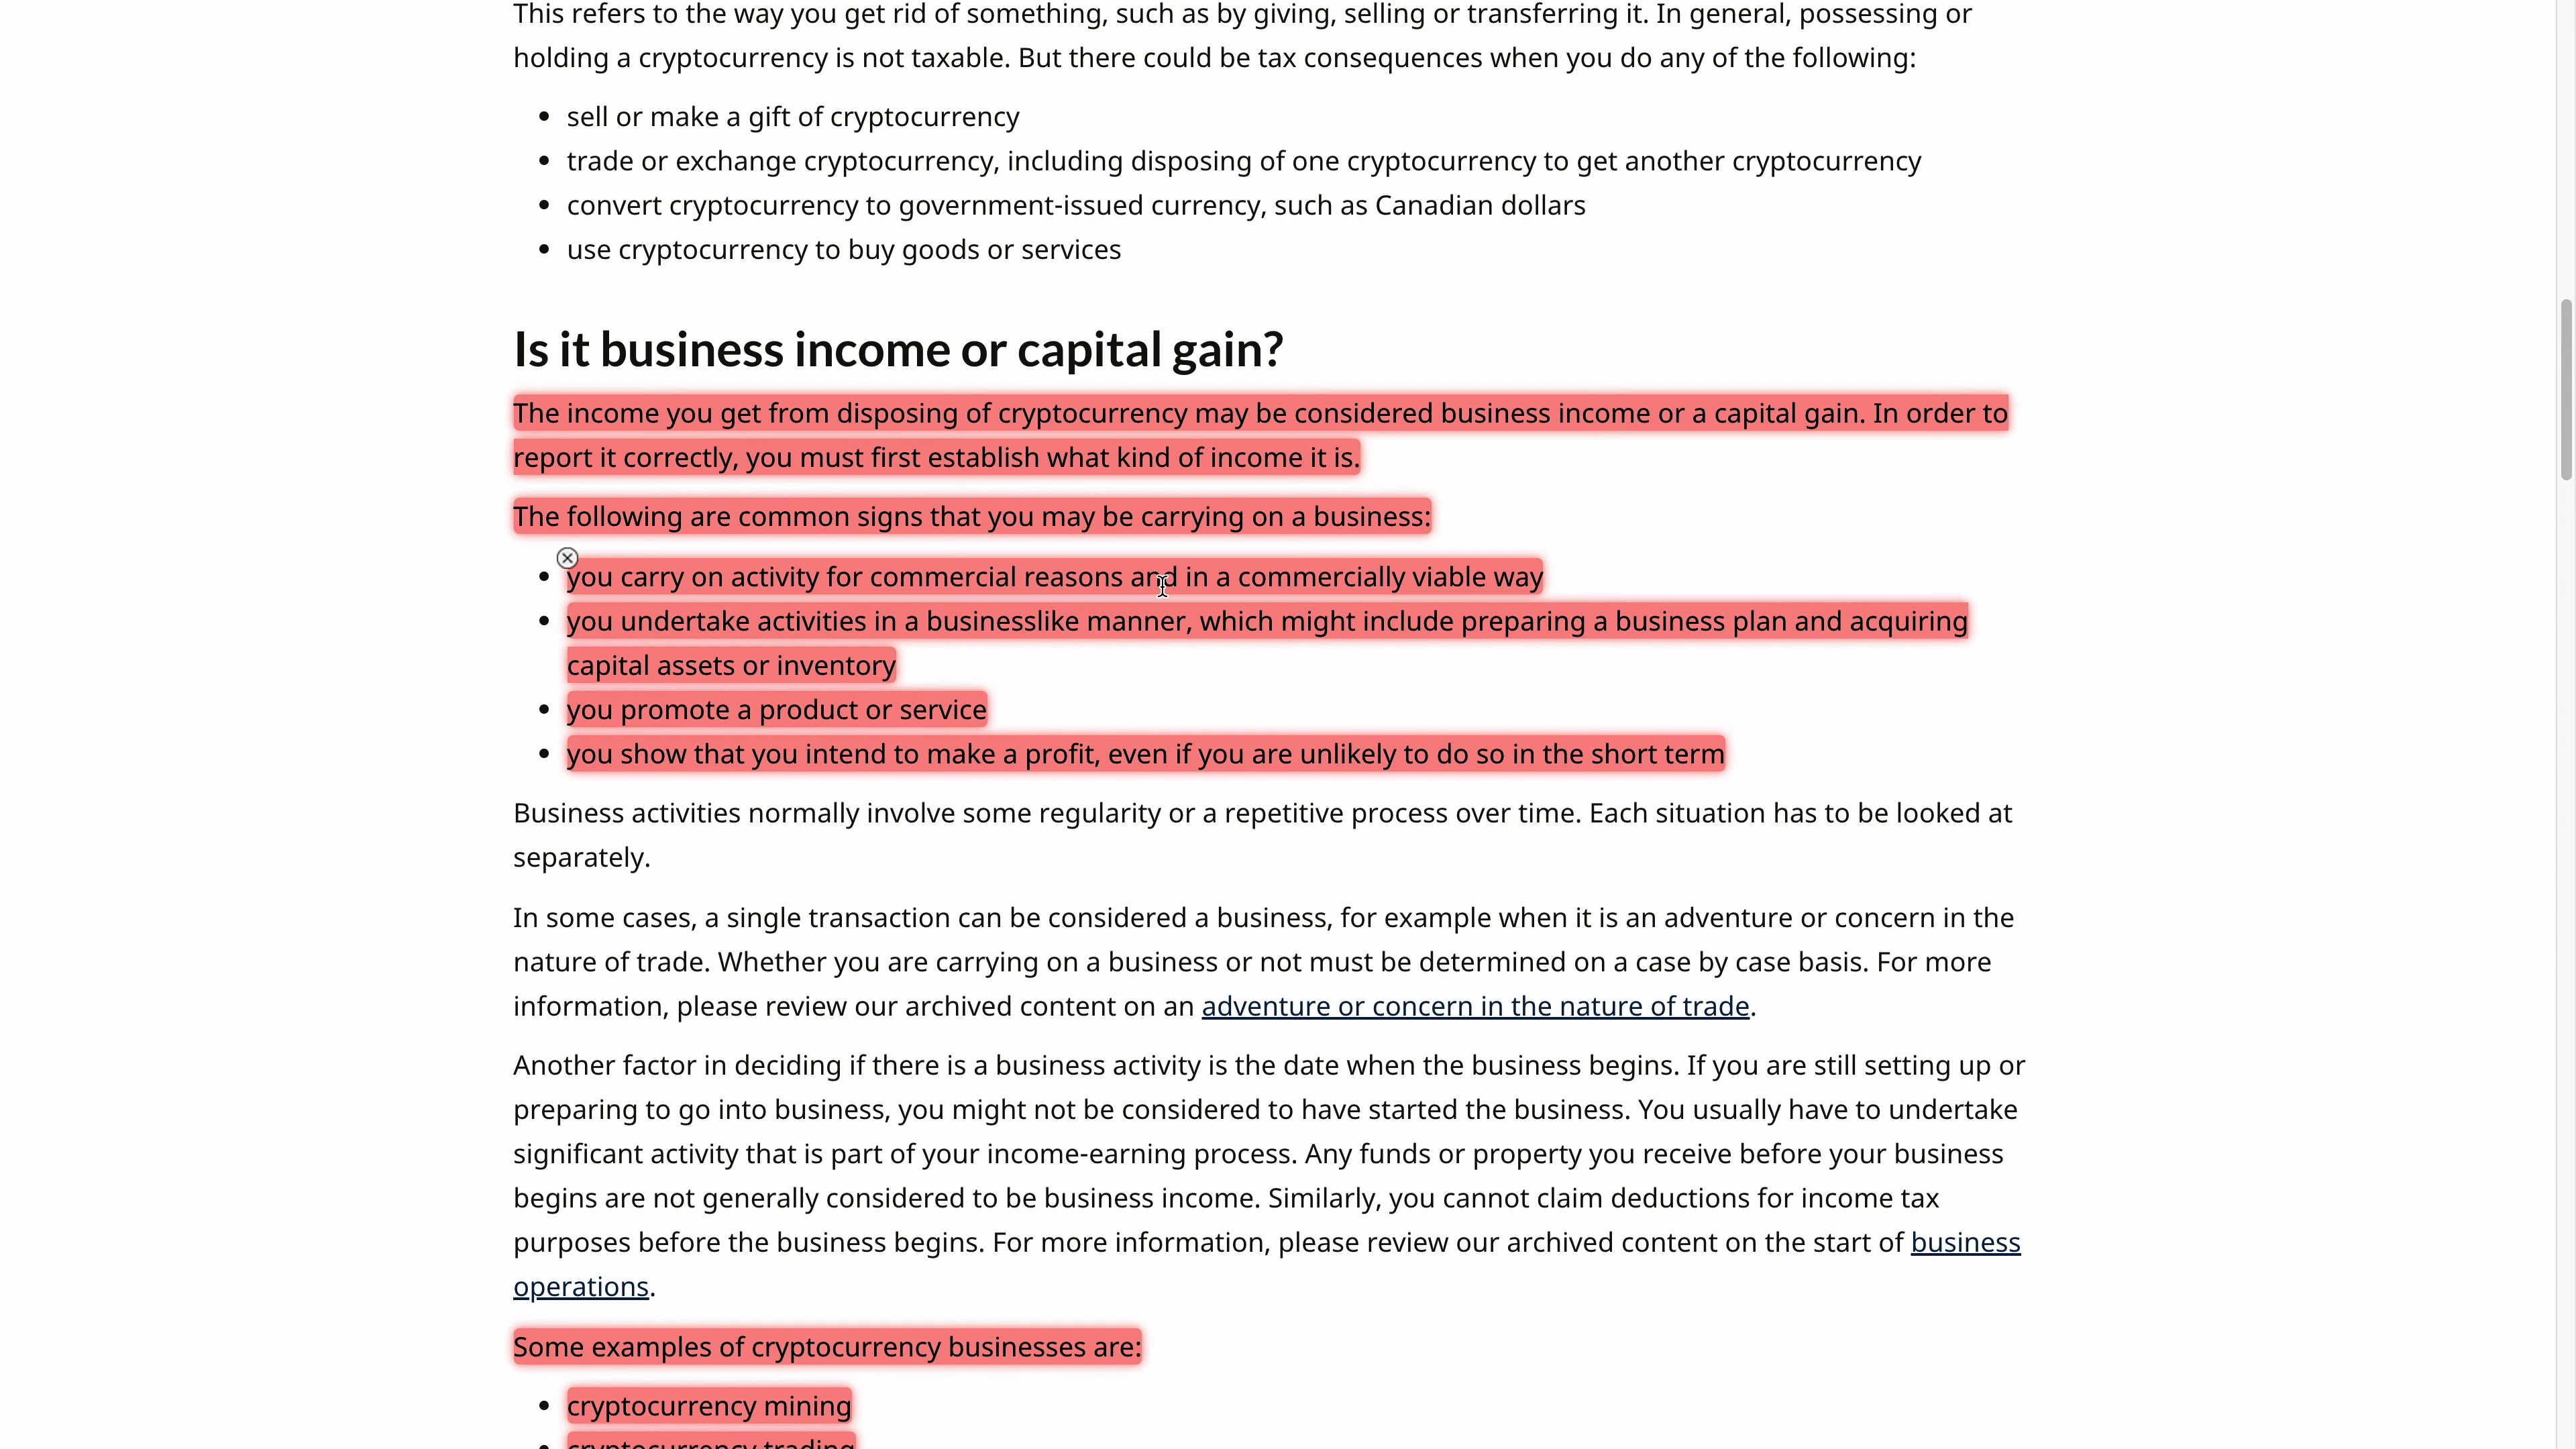 This refers to the way you get rid of something, such as by giving, selling or transferring it. In general, possessing or
holding a cryptocurrency is not taxable. But there could be tax consequences when you do any of the following:
• sell or make a gift of cryptocurrency
• trade or exchange cryptocurrency, including disposing of one cryptocurrency to get another cryptocurrency
• convert cryptocurrency to government-issued currency, such as Canadian dollars
• use cryptocurrency to buy goods or services
Is it business income or capital gain?
The income you get from disposing of cryptocurrency may be considered business income or a capital gain. In order to
report it correctly, you must first establish what kind of income it is.
The following are common signs that you may be carrying on a business:
• you carry on activity for commercial reasons and in a commercially viable way
• you undertake activities in a businesslike manner, which might include preparing a business plan and acquiring
capital assets or inventory
• you promote a product or service
• you show that you intend to make a profit, even if you are unlikely to do so in the short term
Business activities normally involve some regularity or a repetitive process over time. Each situation has to be looked at
separately.
In some cases, a single transaction can be considered a business, for example when it is an adventure or concern in the
nature of trade. Whether you are carrying on a business or not must be determined on a case by case basis. For more
information, please review our archived content on an adventure or concern in the nature of trade.
Another factor in deciding if there is a business activity is the date when the business begins. If you are still setting up or
preparing to go into business, you might not be considered to have started the business. You usually have to undertake
significant activity that is part of your income-earning process. Any funds or property you receive before your business
begins are not generally considered to be business income. Similarly, you cannot claim deductions for income tax
purposes before the business begins. For more information, please review our archived content on the start of business
operations.
Some examples of cryptocurrency businesses are:
• cryptocurrency mining
• cryptocurrency trading